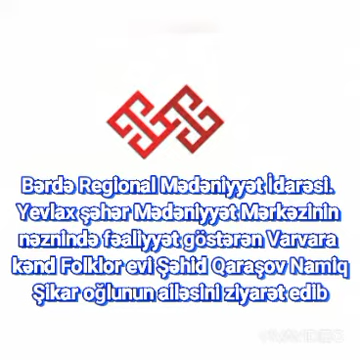 Bərdə Regional Mədəniyyət İdarəsi.
Yevlax şəhər Mədəniyyət Mərkəzinin
nəznində fəaliyyət göstərən Varvara
kənd Folklor evi Şəhid Qaraşov Namiq
Şikar oğlunun ailəsini ziyarət edib